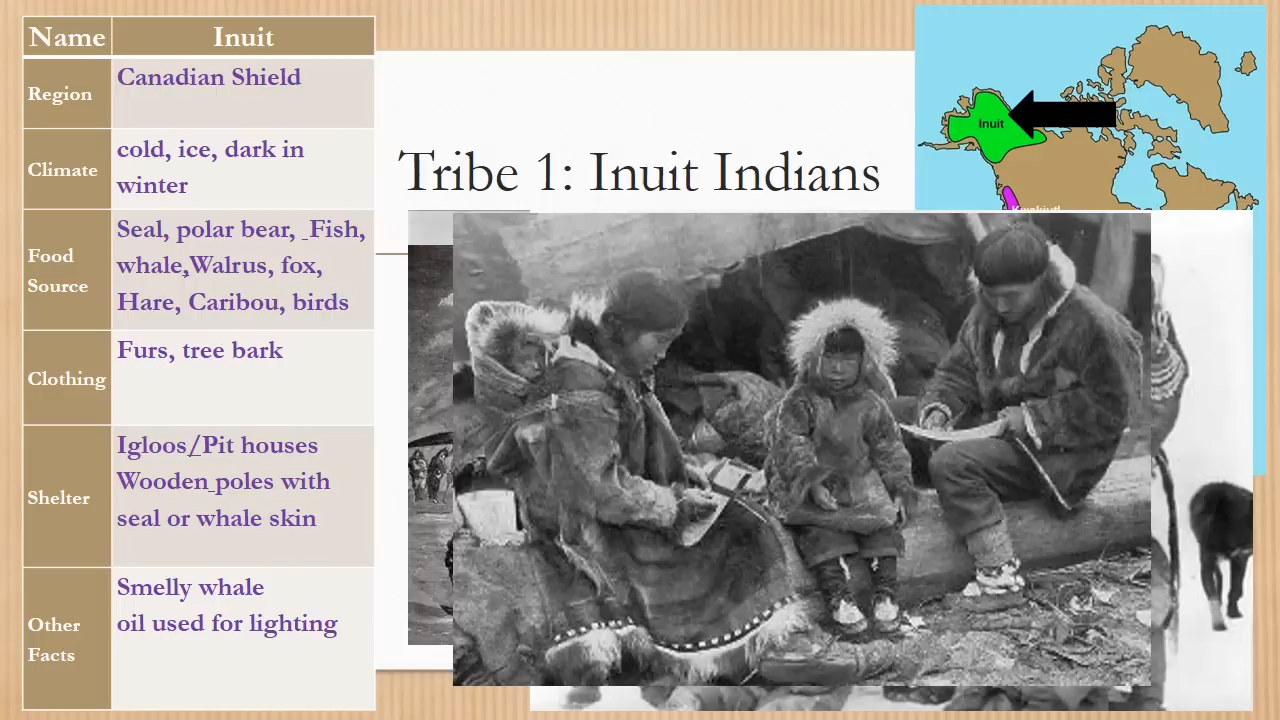 Name Inuit
Region Canadian Shield
Climate cold, ice, dark in
winter
Food
Source Seal, polar bear, _Fish,
whale,Walrus, fox,
Hare, Caribou, birds
Clothing Furs, tree bark
Shelter Igloos/Pit houses
Wooden_poles with
seal or whale skin
Other
Facts Smelly whale
oil used for lighting
Tribe 1: Inuit Indians
Inuit